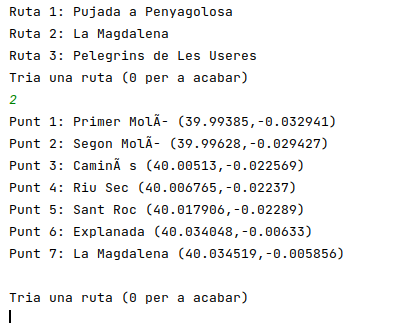 Ruta 1: Pujada a Penyagolosa
Ruta 2: La Magdalena
Ruta 3: Pelegrins de Les Useres
Tria una ruta (0 per a acabar)
2
Punt 1: Primer MolÃ- (39.99385,-0.032941)
Punt 2: Segon MolÃ- (39.99628,-0.029427)
Punt 3: CaminÃ s (40.00513,-0.022569)
Punt 4: Riu Sec (40.006765,-0.02237)
Punt 5: Sant Roc (40.017906,-0.02289)
Punt 6: Explanada (40.034048,-0.00633)
Punt 7: La Magdalena (40.034519,-0.005856)
Tria una ruta (0 per a acabar)